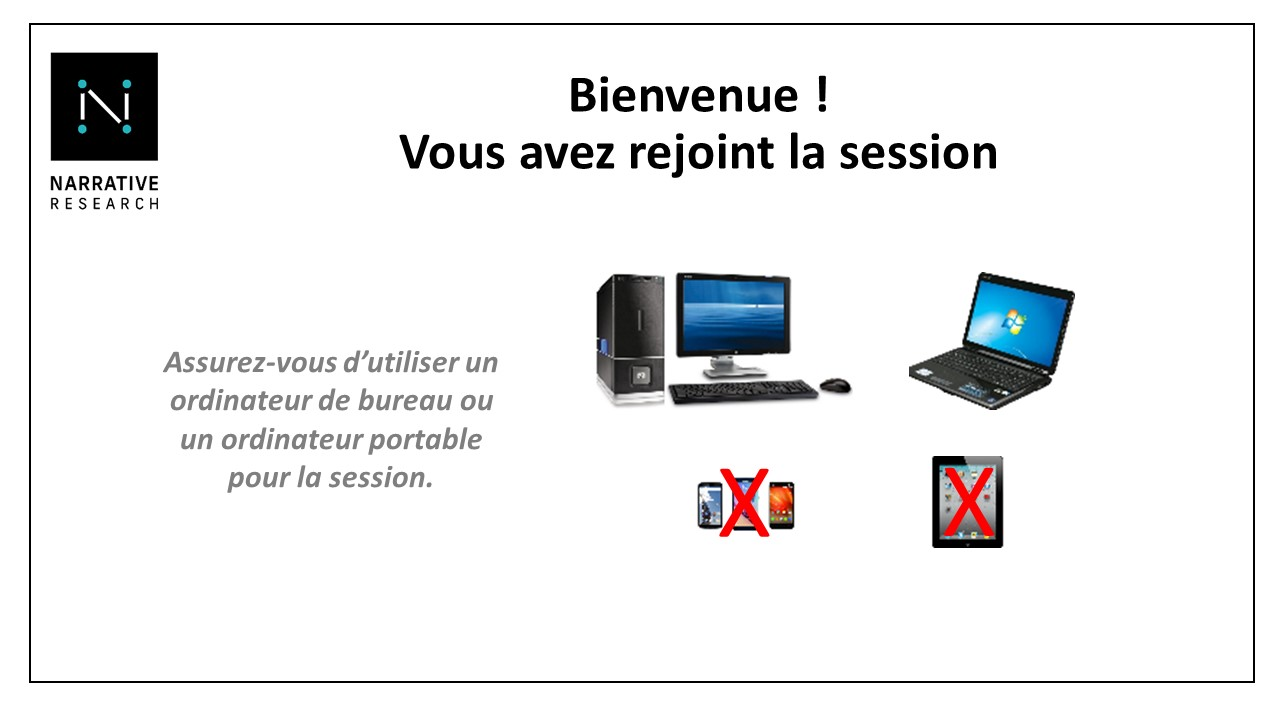 NARRATIVE
RESEARCH
Bienvenue !
Vous avez rejoint la session
Assurez-vous d’utiliser un
ordinateur de bureau ou
un ordinateur portable
pour la session.
X
X